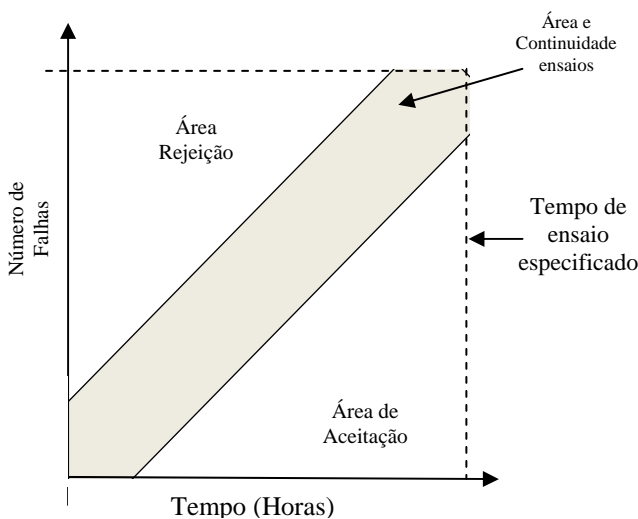 Área e
Continuidade
ensaios
Área
Rejeição
Número de
Falhas
Tempo de
ensaio
especificado
Área de
Aceitação
Tempo (Horas)